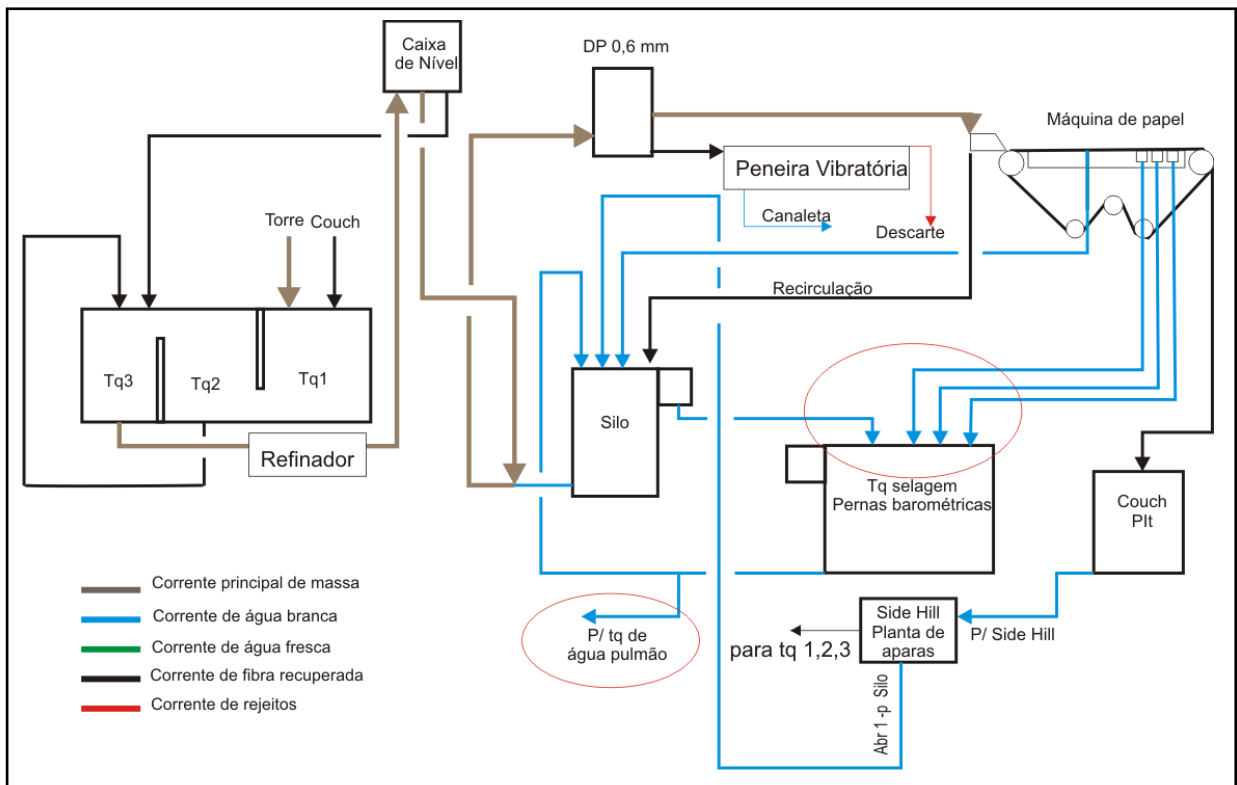 Caixa
de Nível
DP 0,6 mm
Máquina de papel
Peneira Vibratória
Torre
Couch
Canaleta
Descarte
Recirculação
Tq3
Tq2
Tq1
Refinador
Silo
Tq selagem
Pernas barométricas
Couch
PIt
Corrente principal de massa
Corrente de água branca
Corrente de água fresca
Corrente de fibra recuperada
Corrente de rejeitos
P/ tq de
água pulmão
para tq 1,2,3
Side Hill
Planta de
aparas
P/ Side Hill
Abr 1 -p Silo